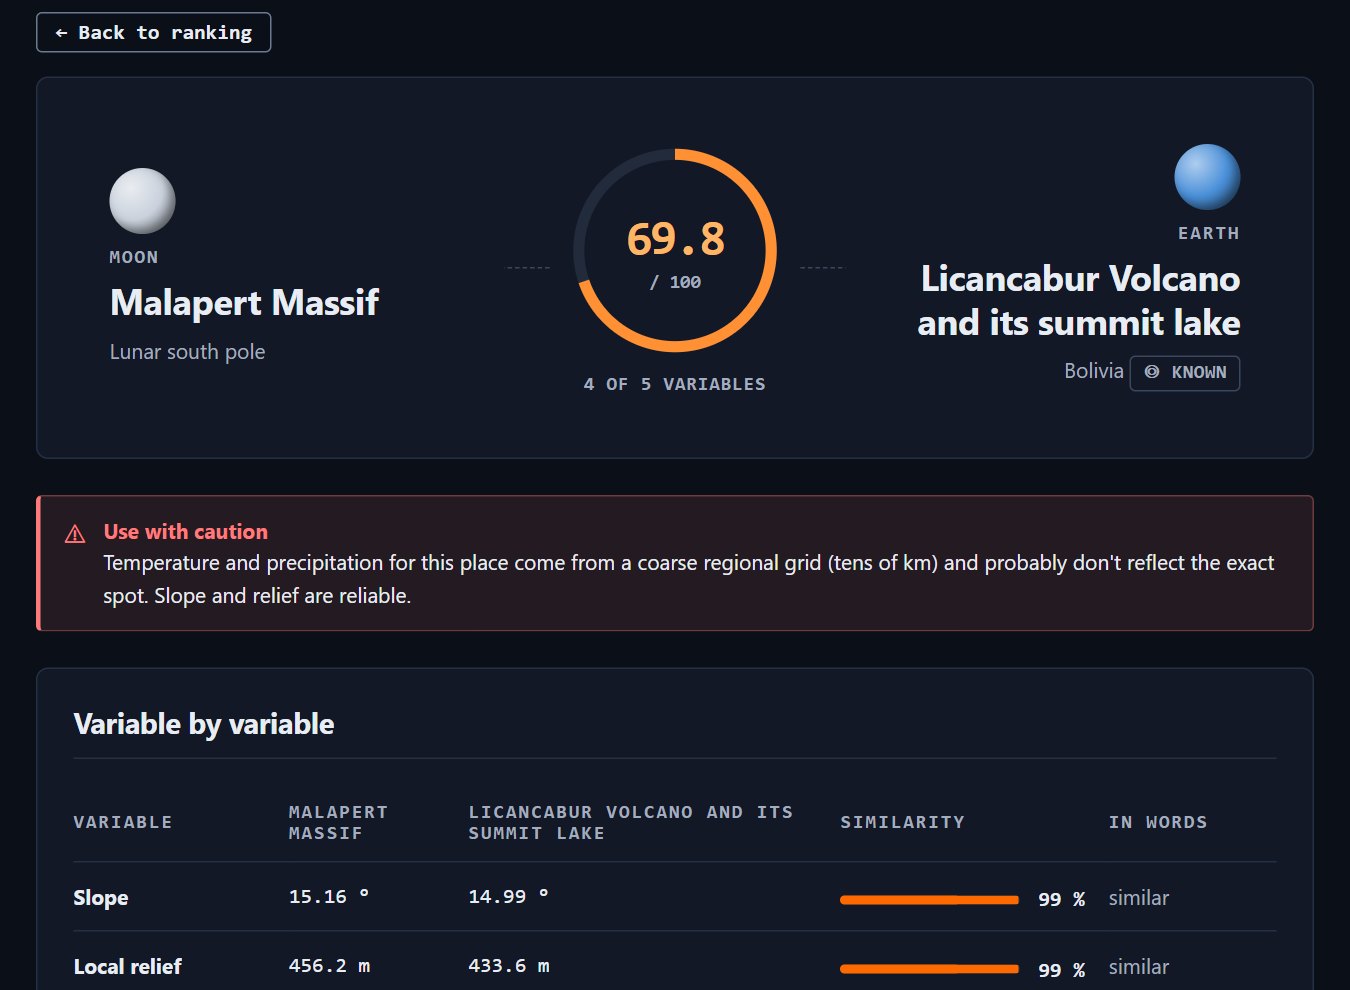 ← Back to ranking
MOON
Malapert Massif
Lunar south pole
69.8
/ 100
4 OF 5 VARIABLES
EARTH
Licancabur Volcano
and its summit lake
Bolivia KNOWN
Use with caution
Temperature and precipitation for this place come from a coarse regional grid (tens of km) and probably don't reflect the exact
spot. Slope and relief are reliable.
Variable by variable
VARIABLE MALAPERT MASSIF LICANCABUR VOLCANO AND ITS SUMMIT LAKE SIMILARITY IN WORDS
Slope 15.16 ° 14.99 ° 99 % similar
Local relief 456.2 m 433.6 m 99 % similar